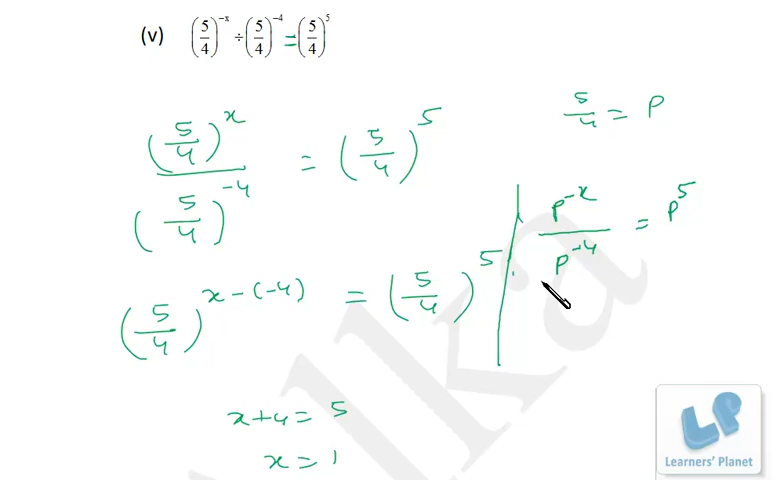 (v) (5/4)^-x ÷ (5/4)^-4 = (5/4)^5
5/4 = P
(5/4)^x / (5/4)^-4 = (5/4)^5
P^-x / P^-4 = P^5
(5/4)^x-(-4) = (5/4)^5
x+4 = 5
x = 1
LP
Learners' Planet